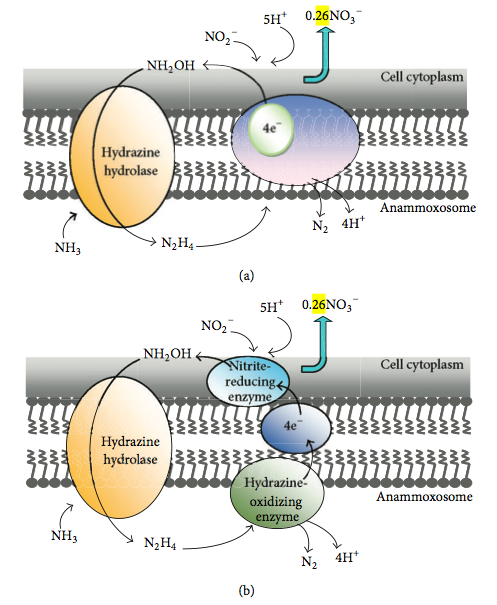 5H⁺
0.26NO₃⁻
NO₂⁻
NH₂OH
Cell cytoplasm
4e⁻
Hydrazine
hydrolase
Anammoxosome
N₂
4H⁺
NH₃
N₂H₄
(a)
5H⁺
0.26NO₃⁻
NO₂⁻
NH₂OH
Cell cytoplasm
Nitrite-
reducing
enzyme
4e⁻
Hydrazine
hydrolase
Hydrazine-
oxidizing
enzyme
Anammoxosome
NH₃
N₂H₄
N₂
4H⁺
(b)